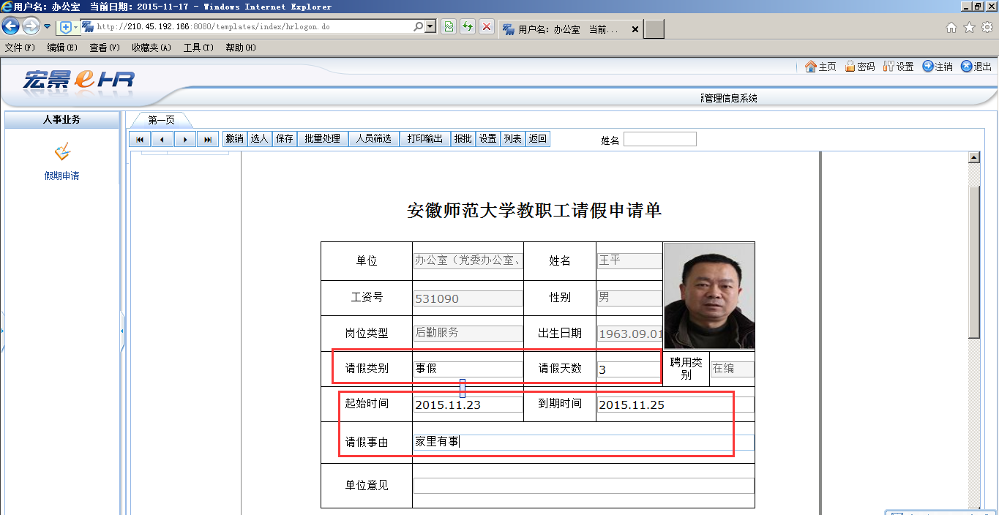 用户名：办公室 当前日期：2015-11-17 - Windows Internet Explorer
http://210.45.192.166:8080/templates/index/hrlogon.do
用户名：办公室 当前...
文件(F) 编辑(E) 查看(V) 收藏夹(A) 工具(T) 帮助(H)
宏景eHR
主页 密码 设置 注销 退出
管理信息系统
人事业务
第一页
撤销 选人 保存 批量处理 人员筛选 打印输出 报批 设置 列表 返回 姓名
假期申请
安徽师范大学教职工请假申请单
单位 办公室（党委办公室、 姓名 王平
工资号 531090 性别 男
岗位类型 后勤服务 出生日期 1963.09.01
请假类别 事假 请假天数 3 聘用类
别 在编
起始时间 2015.11.23 到期时间 2015.11.25
请假事由 家里有事
单位意见